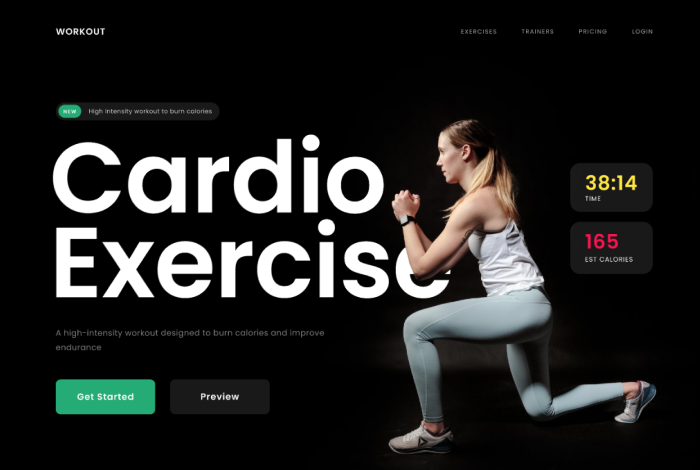 WORKOUT
EXERCISES TRAINERS PRICING LOGIN
NEW High intensity workout to burn calories
Cardio
Exercise
38:14
TIME
165
EST CALORIES
A high-intensity workout designed to burn calories and improve
endurance
Get Started Preview